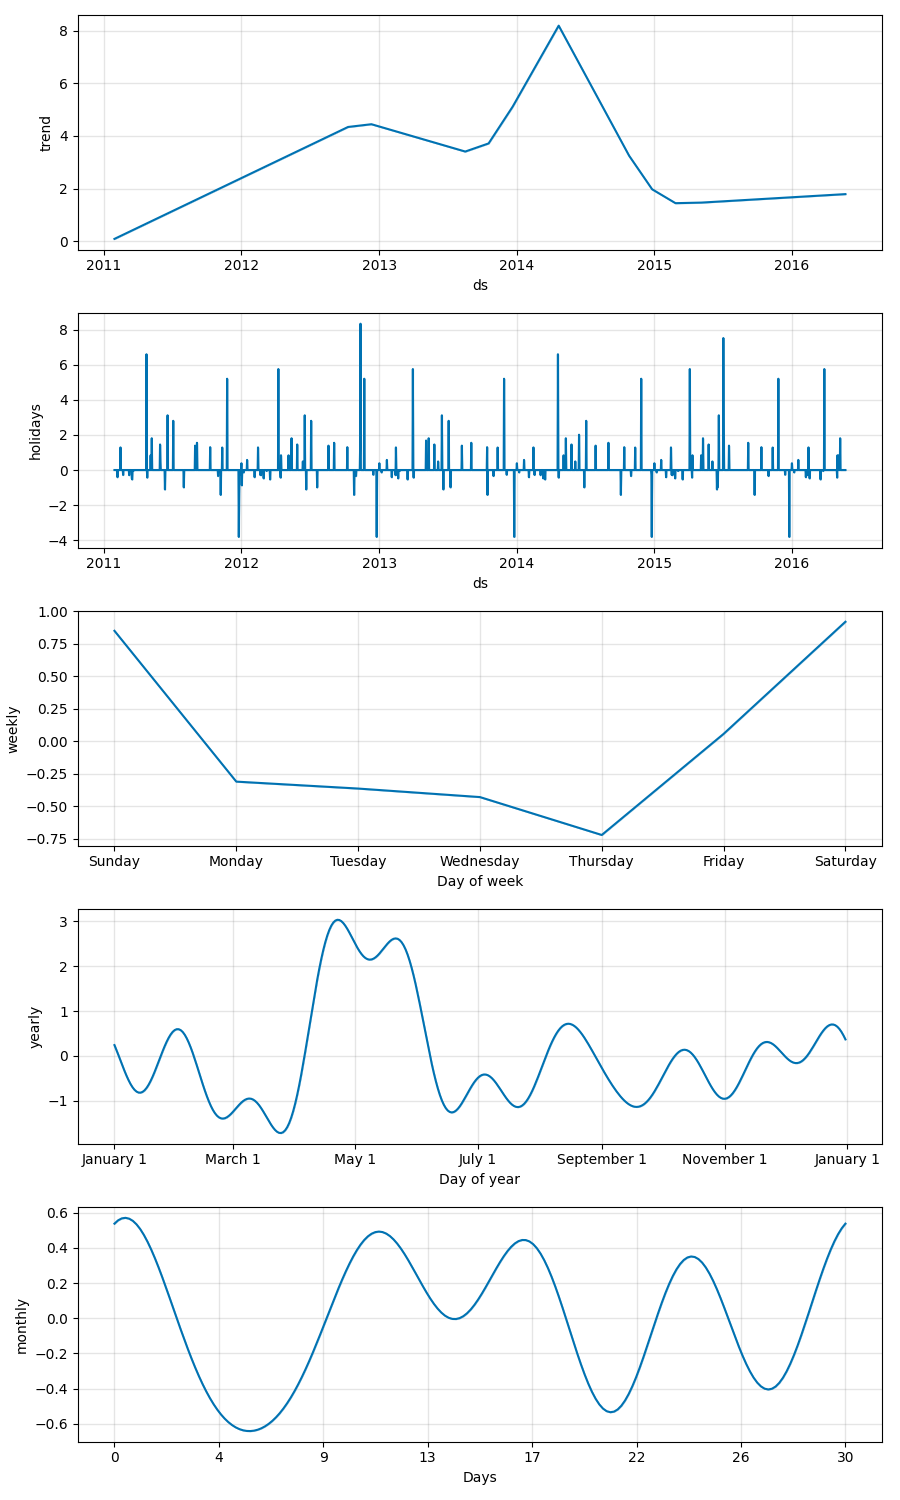 8
6
4
2
0
trend
2011 2012 2013 2014 2015 2016
ds
8
6
4
2
0
−2
−4
holidays
2011 2012 2013 2014 2015 2016
ds
1.00
0.75
0.50
0.25
0.00
−0.25
−0.50
−0.75
weekly
Sunday Monday Tuesday Wednesday Thursday Friday Saturday
Day of week
3
2
1
0
−1
yearly
January 1 March 1 May 1 July 1 September 1 November 1 January 1
Day of year
0.6
0.4
0.2
0.0
−0.2
−0.4
−0.6
monthly
0 4 9 13 17 22 26 30
Days